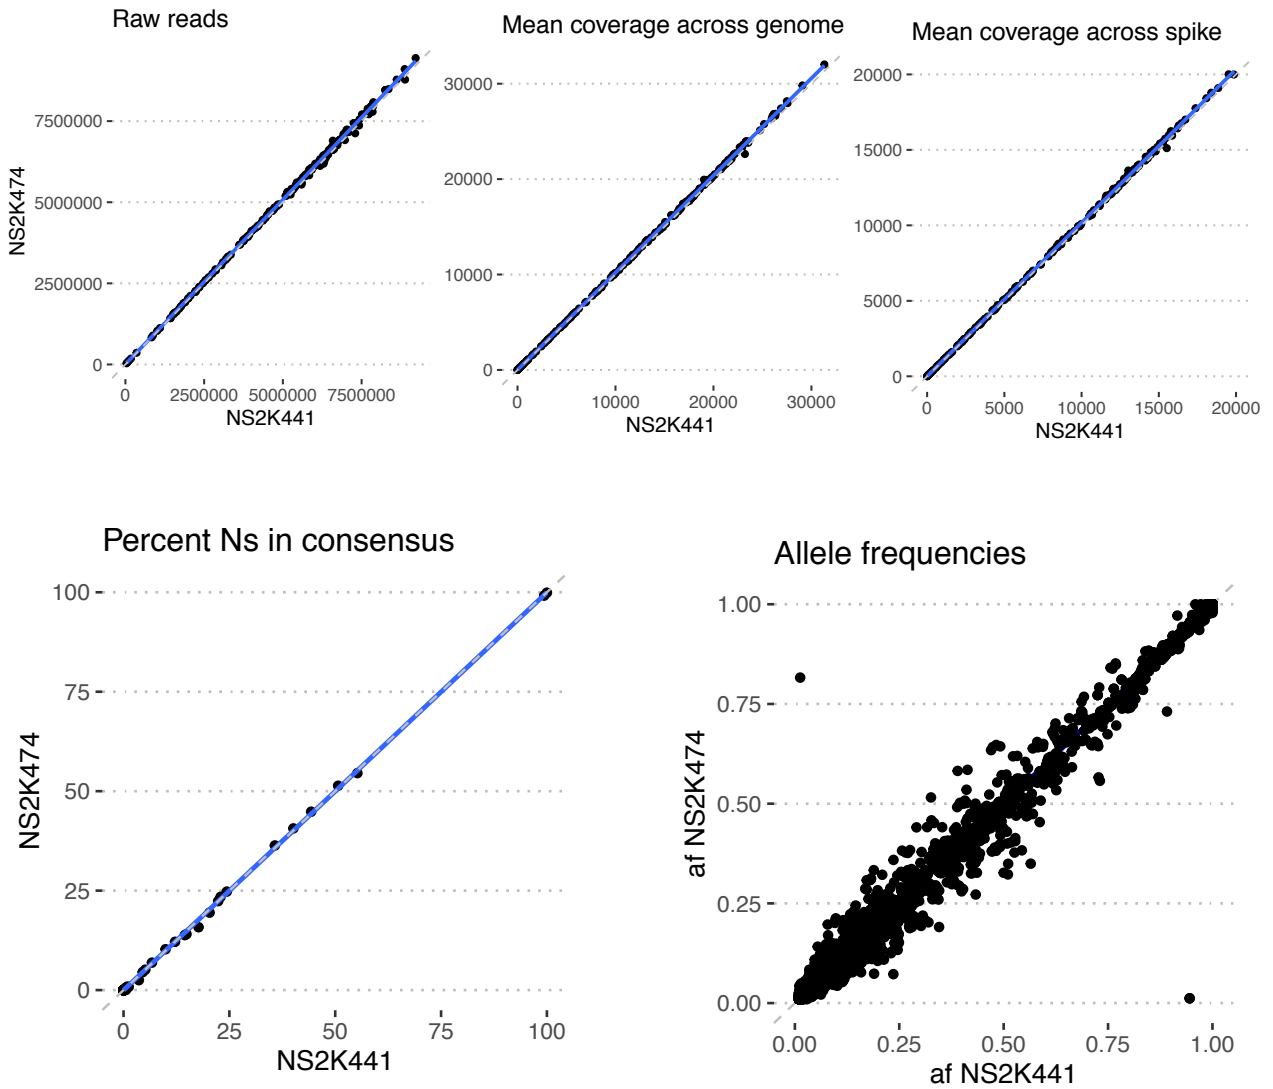 Raw reads
NS2K474
7500000
5000000
2500000
0
0 2500000 5000000 7500000
NS2K441
Mean coverage across genome
30000
20000
10000
0
0 10000 20000 30000
NS2K441
Mean coverage across spike
20000
15000
10000
5000
0
0 5000 10000 15000 20000
NS2K441
Percent Ns in consensus
NS2K474
100
75
50
25
0
0 25 50 75 100
NS2K441
Allele frequencies
af NS2K474
1.00
0.75
0.50
0.25
0.00
0.00 0.25 0.50 0.75 1.00
af NS2K441